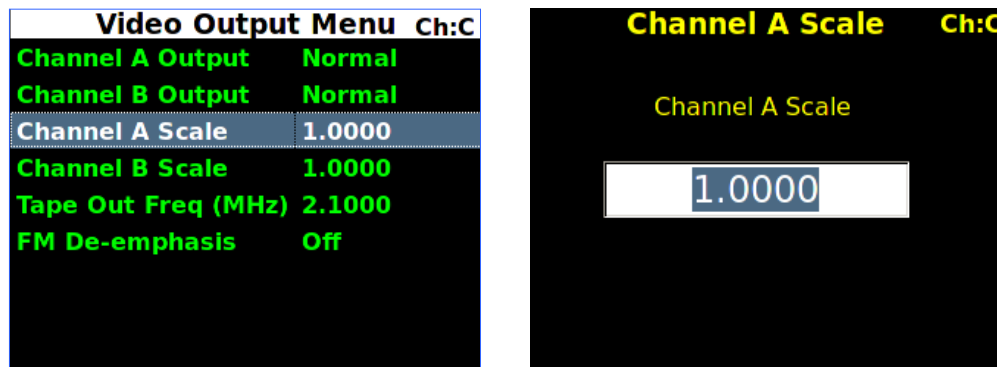 Video Output Menu Ch:C
Channel A Output Normal
Channel B Output Normal
Channel A Scale 1.0000
Channel B Scale 1.0000
Tape Out Freq (MHz) 2.1000
FM De-emphasis Off
Channel A Scale Ch:C
Channel A Scale
1.0000